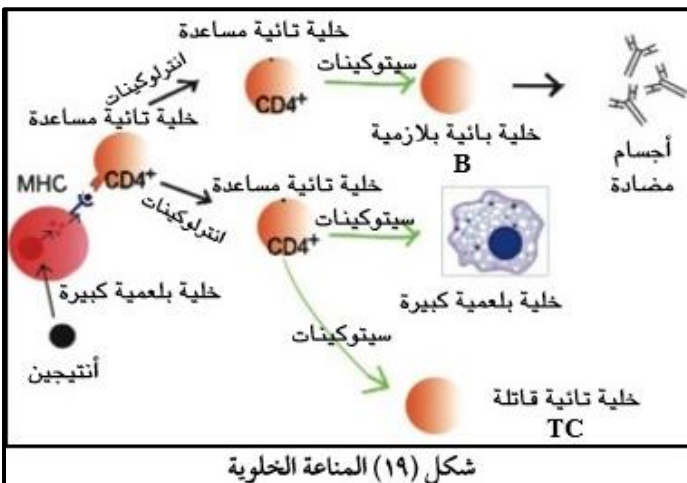 خلية تائية مساعدة
انترلوكينات
سيتوكينات
CD4+
خلية تائية مساعدة
خلية بائية بلازمية
B
أجسام
مضادة
MHC
CD4+
انترلوكينات
خلية تائية مساعدة
سيتوكينات
CD4+
خلية بلعمية كبيرة
خلية بلعمية كبيرة
سيتوكينات
أنتيجين
خلية تائية قاتلة
TC
شكل (١٩) المناعة الخلوية